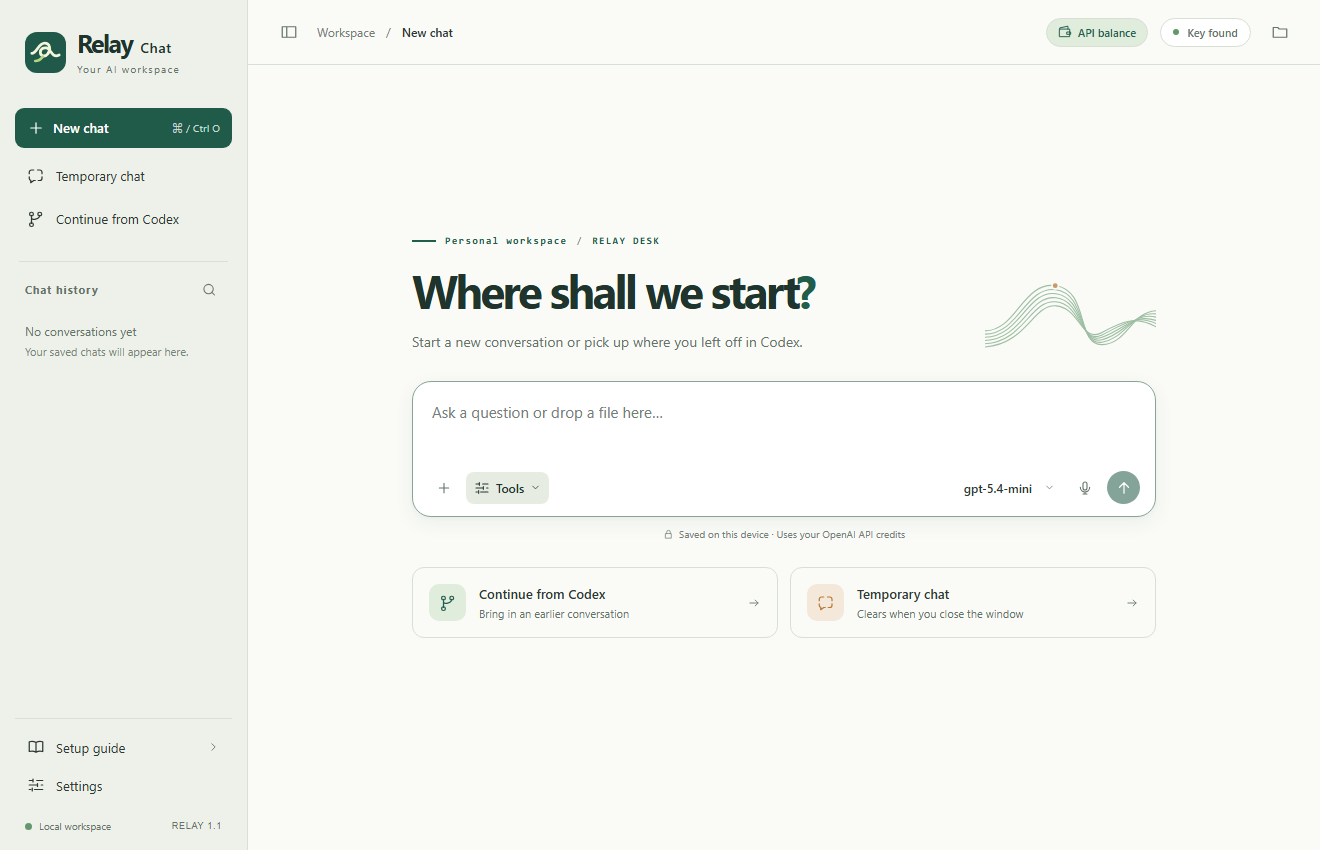 Relay Chat
Your AI workspace
New chat ⌘ / Ctrl O
Temporary chat
Continue from Codex
Chat history
No conversations yet
Your saved chats will appear here.
Setup guide
Settings
Local workspace RELAY 1.1
Workspace / New chat
API balance
Key found
Personal workspace / RELAY DESK
Where shall we start?
Start a new conversation or pick up where you left off in Codex.
Ask a question or drop a file here...
Tools
gpt-5.4-mini
Saved on this device · Uses your OpenAI API credits
Continue from Codex
Bring in an earlier conversation
Temporary chat
Clears when you close the window